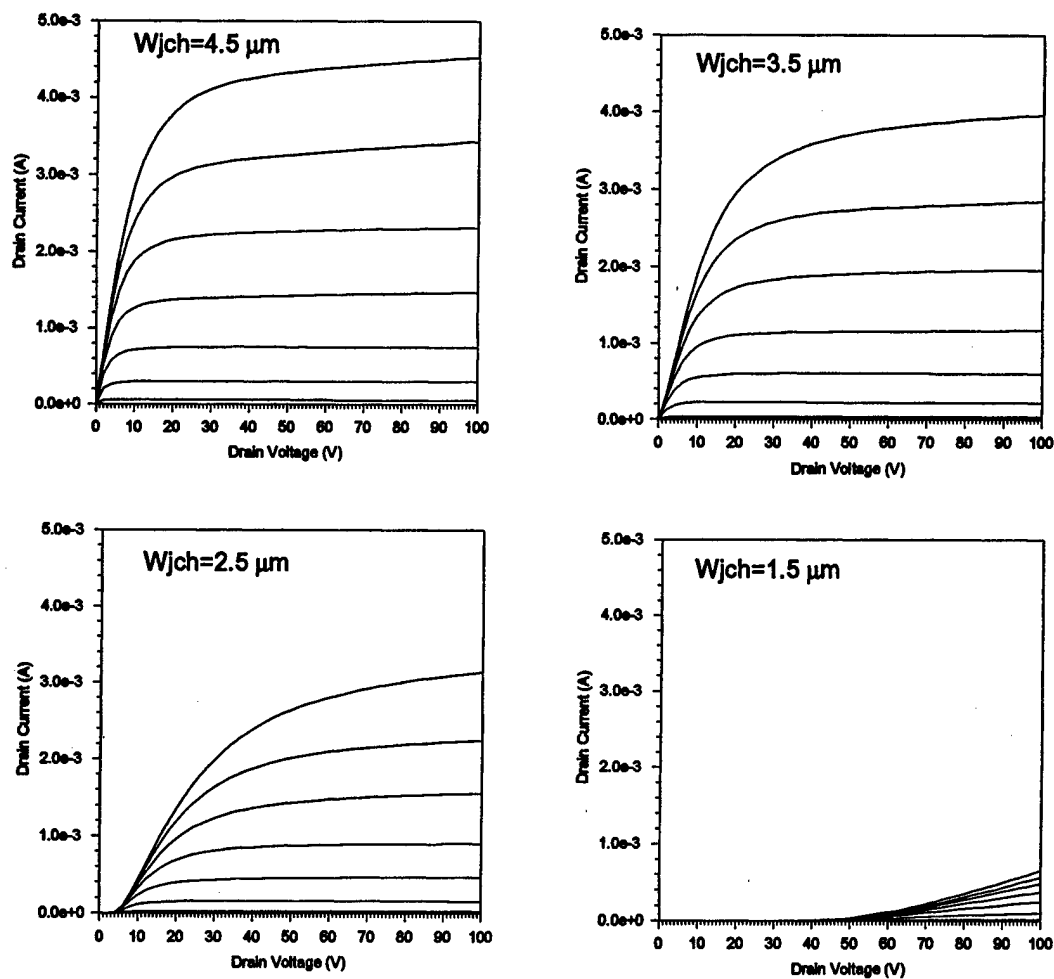 Wjch=4.5 μm
5.0e-3
4.0e-3
3.0e-3
2.0e-3
1.0e-3
0.0e+0
Drain Current (A)
0 10 20 30 40 50 60 70 80 90 100
Drain Voltage (V)
Wjch=3.5 μm
5.0e-3
4.0e-3
3.0e-3
2.0e-3
1.0e-3
0.0e+0
Drain Current (A)
0 10 20 30 40 50 60 70 80 90 100
Drain Voltage (V)
Wjch=2.5 μm
5.0e-3
4.0e-3
3.0e-3
2.0e-3
1.0e-3
0.0e+0
Drain Current (A)
0 10 20 30 40 50 60 70 80 90 100
Drain Voltage (V)
Wjch=1.5 μm
5.0e-3
4.0e-3
3.0e-3
2.0e-3
1.0e-3
0.0e+0
Drain Current (A)
0 10 20 30 40 50 60 70 80 90 100
Drain Voltage (V)